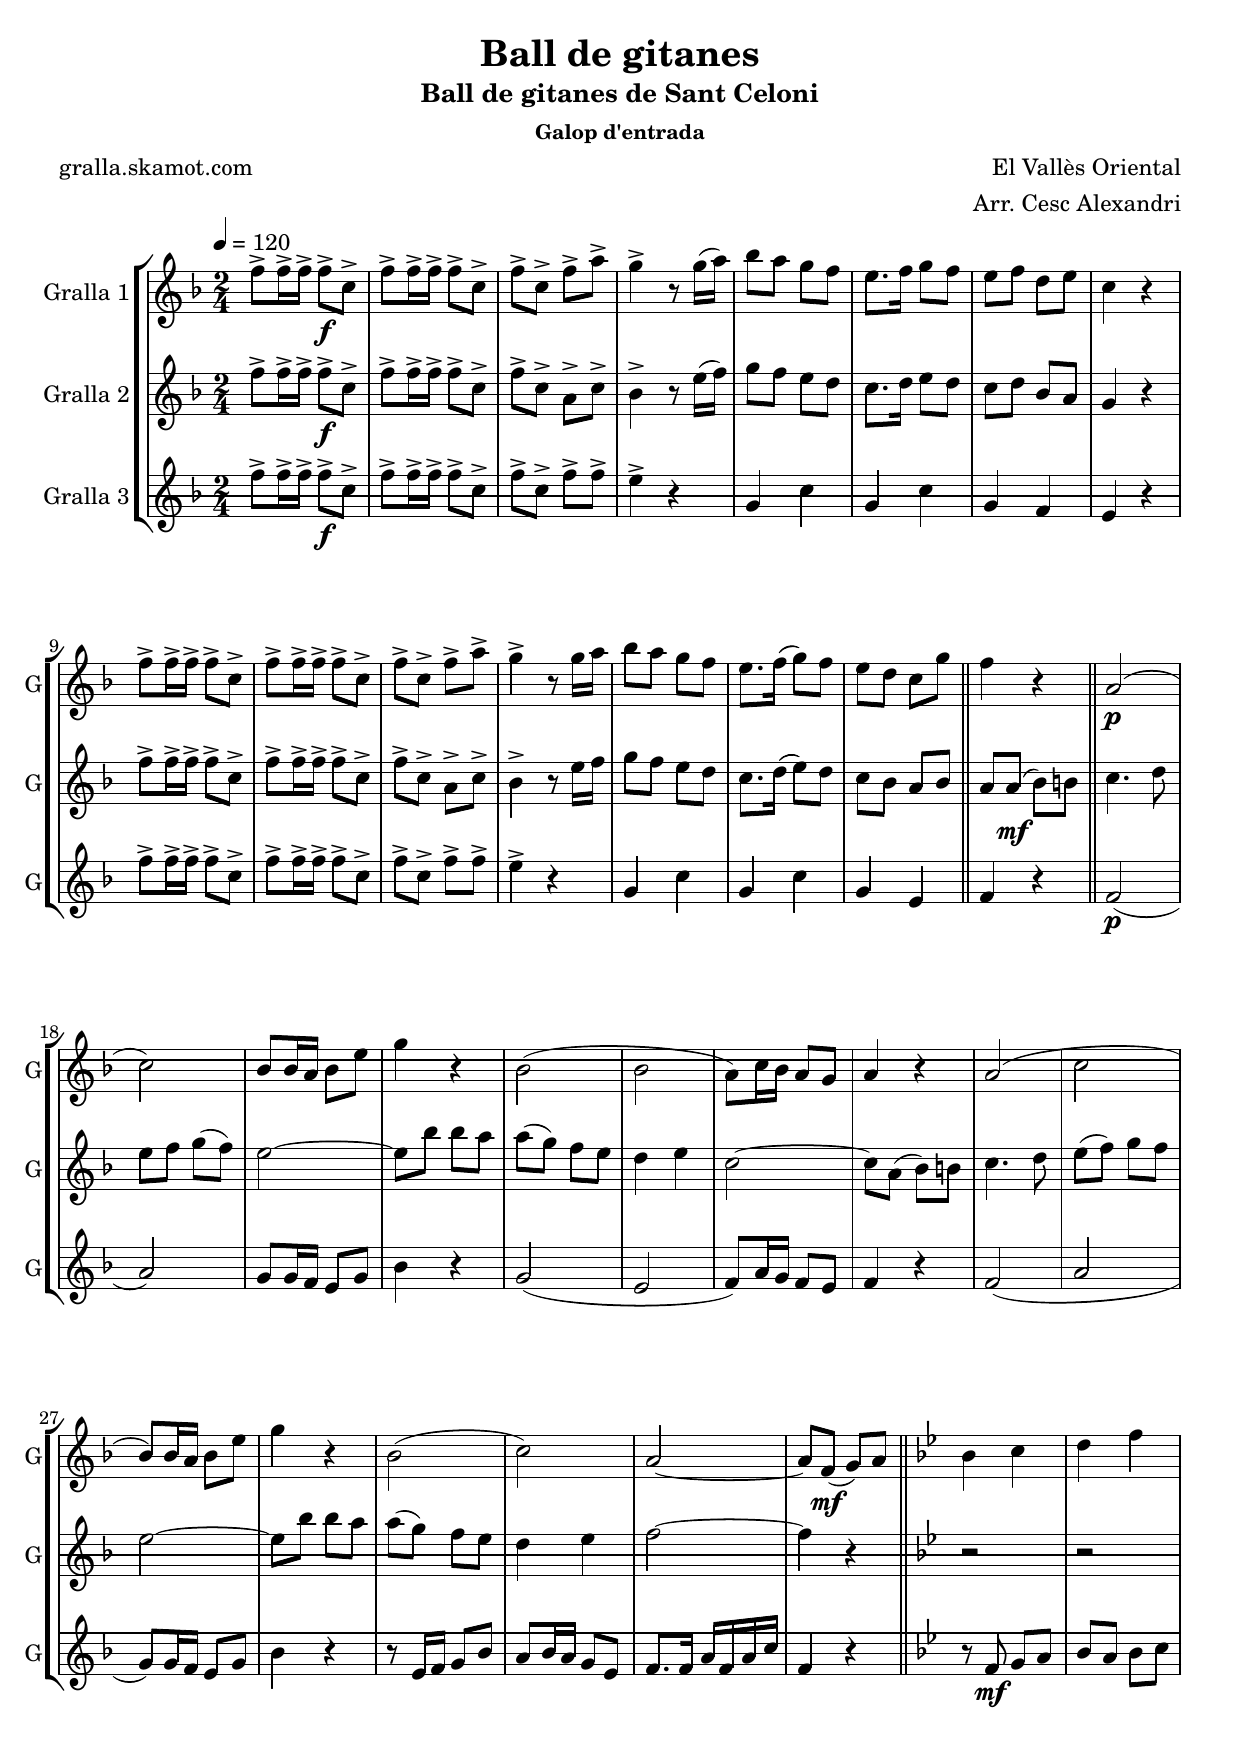 Ball de gitanes
Ball de gitanes de Sant Celoni
Galop d'entrada
gralla.skamot.com
El Vallès Oriental
Arr. Cesc Alexandri
= 120
Gralla 1
f
Gralla 2
f
Gralla 3
f
9
G
p
G
mf
G
p
18
G
G
G
27
G
mf
G
G
mf